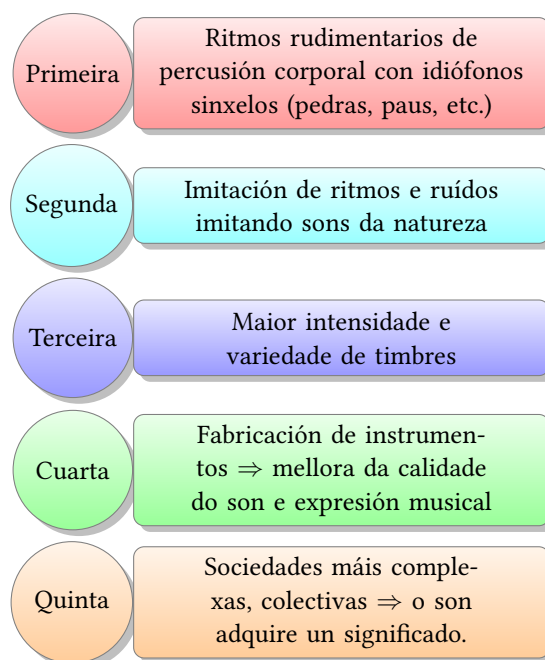 Primeira
Ritmos rudimentarios de
percusión corporal con idiófonos
sinxelos (pedras, paus, etc.)
Segunda
Imitación de ritmos e ruídos
imitando sons da natureza
Terceira
Maior intensidade e
variedade de timbres
Cuarta
Fabricación de instrumen-
tos ⇒ mellora da calidade
do son e expresión musical
Quinta
Sociedades máis comple-
xas, colectivas ⇒ o son
adquire un significado.